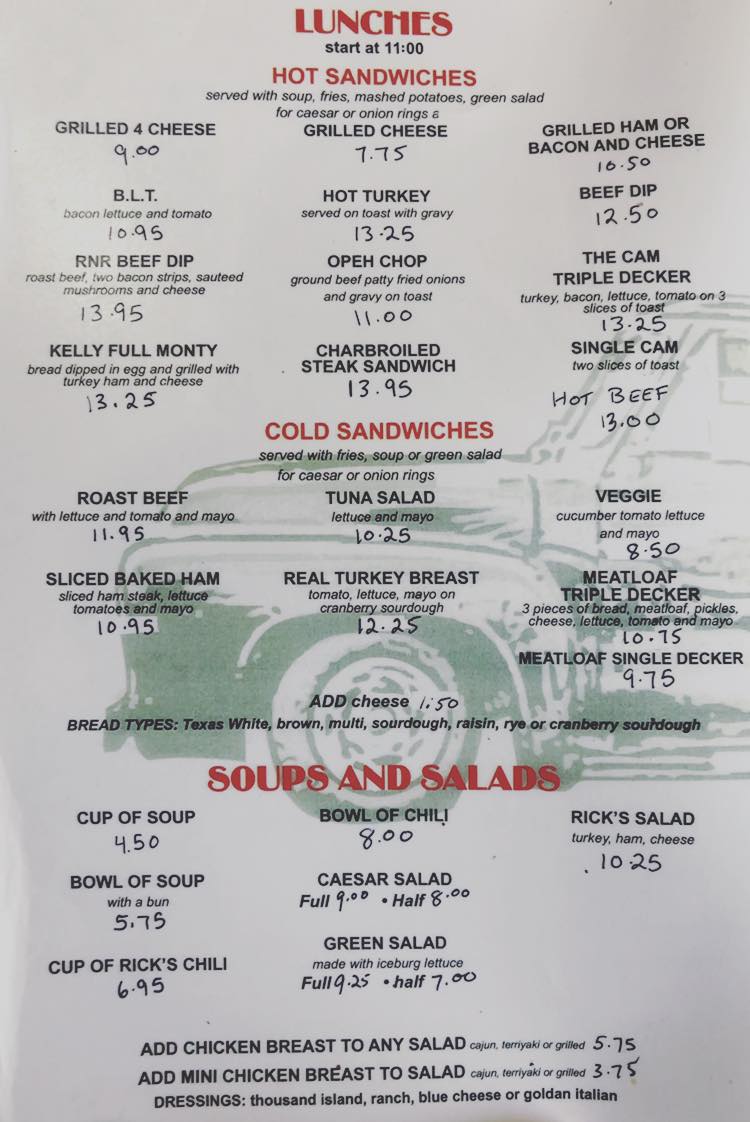 LUNCHES
start at 11:00
HOT SANDWICHES
served with soup, fries, mashed potatoes, green salad
for caesar or onion rings a
GRILLED 4 CHEESE
9.00
GRILLED CHEESE
7.75
GRILLED HAM OR
BACON AND CHEESE
10.50
B.L.T.
bacon lettuce and tomato
10.95
HOT TURKEY
served on toast with gravy
13.25
BEEF DIP
12.50
RNR BEEF DIP
roast beef, two bacon strips, sauteed
mushrooms and cheese
13.95
OPEH CHOP
ground beef patty fried onions
and gravy on toast
11.00
THE CAM
TRIPLE DECKER
turkey, bacon, lettuce, tomato on 3
slices of toast
13.25
KELLY FULL MONTY
bread dipped in egg and grilled with
turkey ham and cheese
13.25
CHARBROILED
STEAK SANDWICH
13.95
SINGLE CAM
two slices of toast
HOT BEEF
13.00
COLD SANDWICHES
served with fries, soup or green salad
for caesar or onion rings
ROAST BEEF
with lettuce and tomato and mayo
11.95
TUNA SALAD
lettuce and mayo
10.25
VEGGIE
cucumber tomato lettuce
and mayo
8.50
SLICED BAKED HAM
sliced ham steak, lettuce
tomatoes and mayo
10.95
REAL TURKEY BREAST
tomato, lettuce, mayo on
cranberry sourdough
12.25
MEATLOAF
TRIPLE DECKER
3 pieces of bread, meatloaf, pickles,
cheese, lettuce, tomato and mayo
10.75
MEATLOAF SINGLE DECKER
9.75
ADD cheese 1.50
BREAD TYPES: Texas White, brown, multi, sourdough, raisin, rye or cranberry sourdough
SOUPS AND SALADS
CUP OF SOUP
4.50
BOWL OF CHILI
8.00
RICK'S SALAD
turkey, ham, cheese
10.25
BOWL OF SOUP
with a bun
5.75
CAESAR SALAD
Full 9.00 • Half 8.00
CUP OF RICK'S CHILI
6.95
GREEN SALAD
made with iceburg lettuce
Full 9.25 • half 7.00
ADD CHICKEN BREAST TO ANY SALAD cajun, terriyaki or grilled 5.75
ADD MINI CHICKEN BREAST TO SALAD cajun, terriyaki or grilled 3.75
DRESSINGS: thousand island, ranch, blue cheese or goldan italian